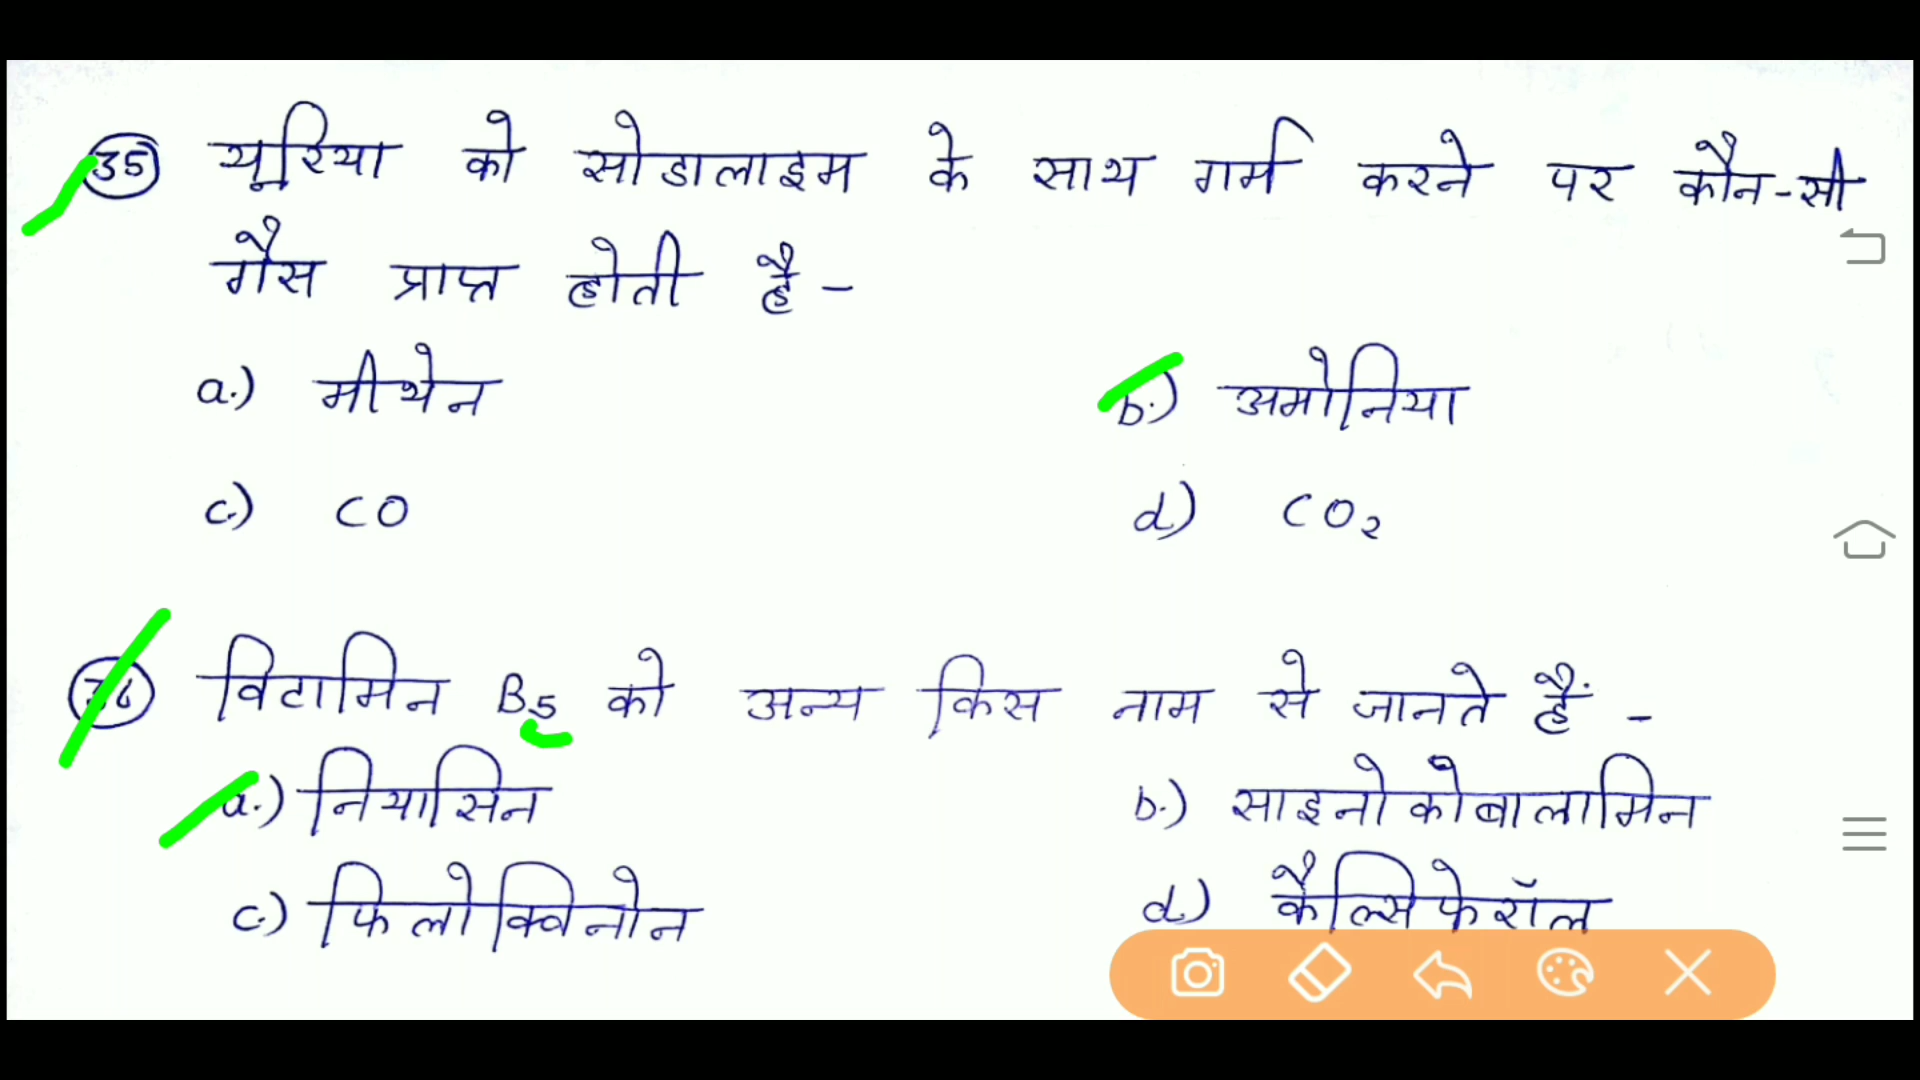 35 यूरिया को सोडालाइम के साथ गर्म करने पर कौन-सी
गैस प्राप्त होती है -
a.) मीथेन
b.) अमोनिया
c.) CO
d.) CO₂
36 विटामिन B5 को अन्य किस नाम से जानते हैं -
a.) नियासिन
b.) साइनोकोबालामिन
c.) फिलोक्विनोन
d.) कैल्सिफेरॉल